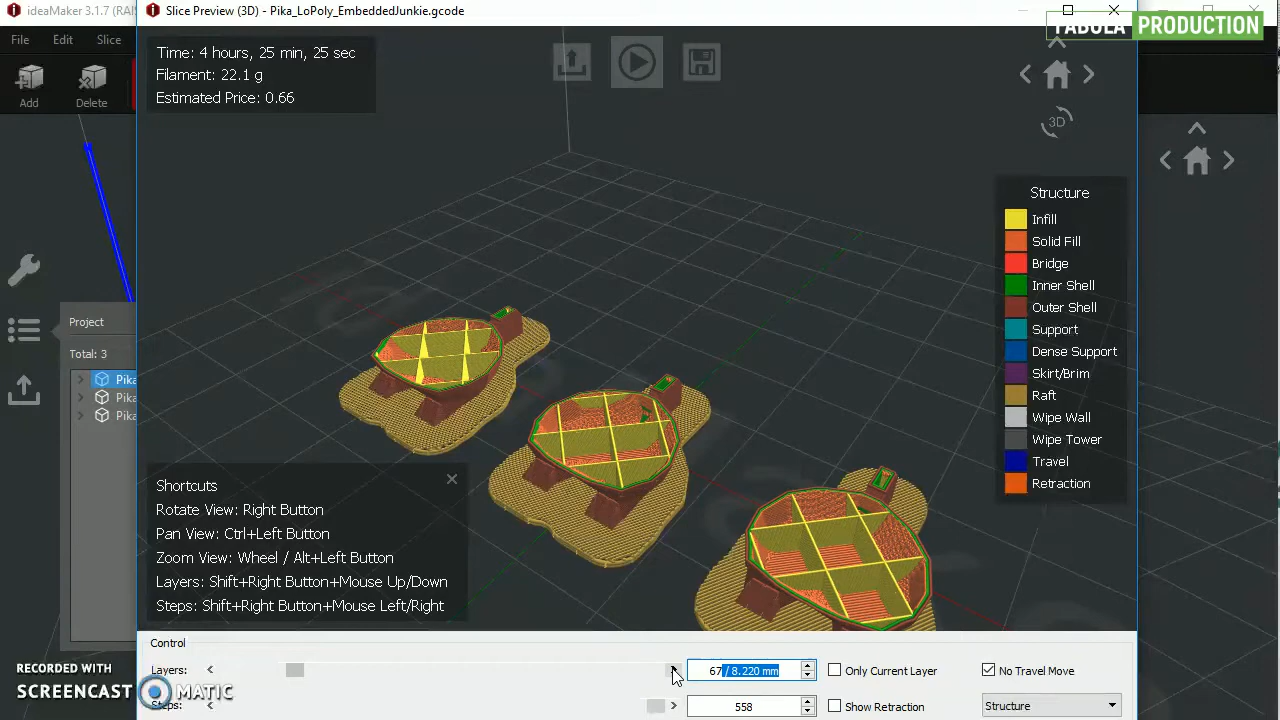 ideaMaker 3.1.7 (RAIS
Slice Preview (3D) - Pika_LoPoly_EmbeddedJunkie.gcode
TABULA PRODUCTION
File Edit Slice
Add Delete
Time: 4 hours, 25 min, 25 sec
Filament: 22.1 g
Estimated Price: 0.66
3D
Structure
Infill
Solid Fill
Bridge
Inner Shell
Outer Shell
Support
Dense Support
Skirt/Brim
Raft
Wipe Wall
Wipe Tower
Travel
Retraction
Project
Total: 3
Pika
Pika
Pika
Shortcuts
Rotate View: Right Button
Pan View: Ctrl+Left Button
Zoom View: Wheel / Alt+Left Button
Layers: Shift+Right Button+Mouse Up/Down
Steps: Shift+Right Button+Mouse Left/Right
Control
Layers: 67 / 8.220 mm Only Current Layer No Travel Move
Steps: 558 Show Retraction Structure
RECORDED WITH
SCREENCAST MATIC